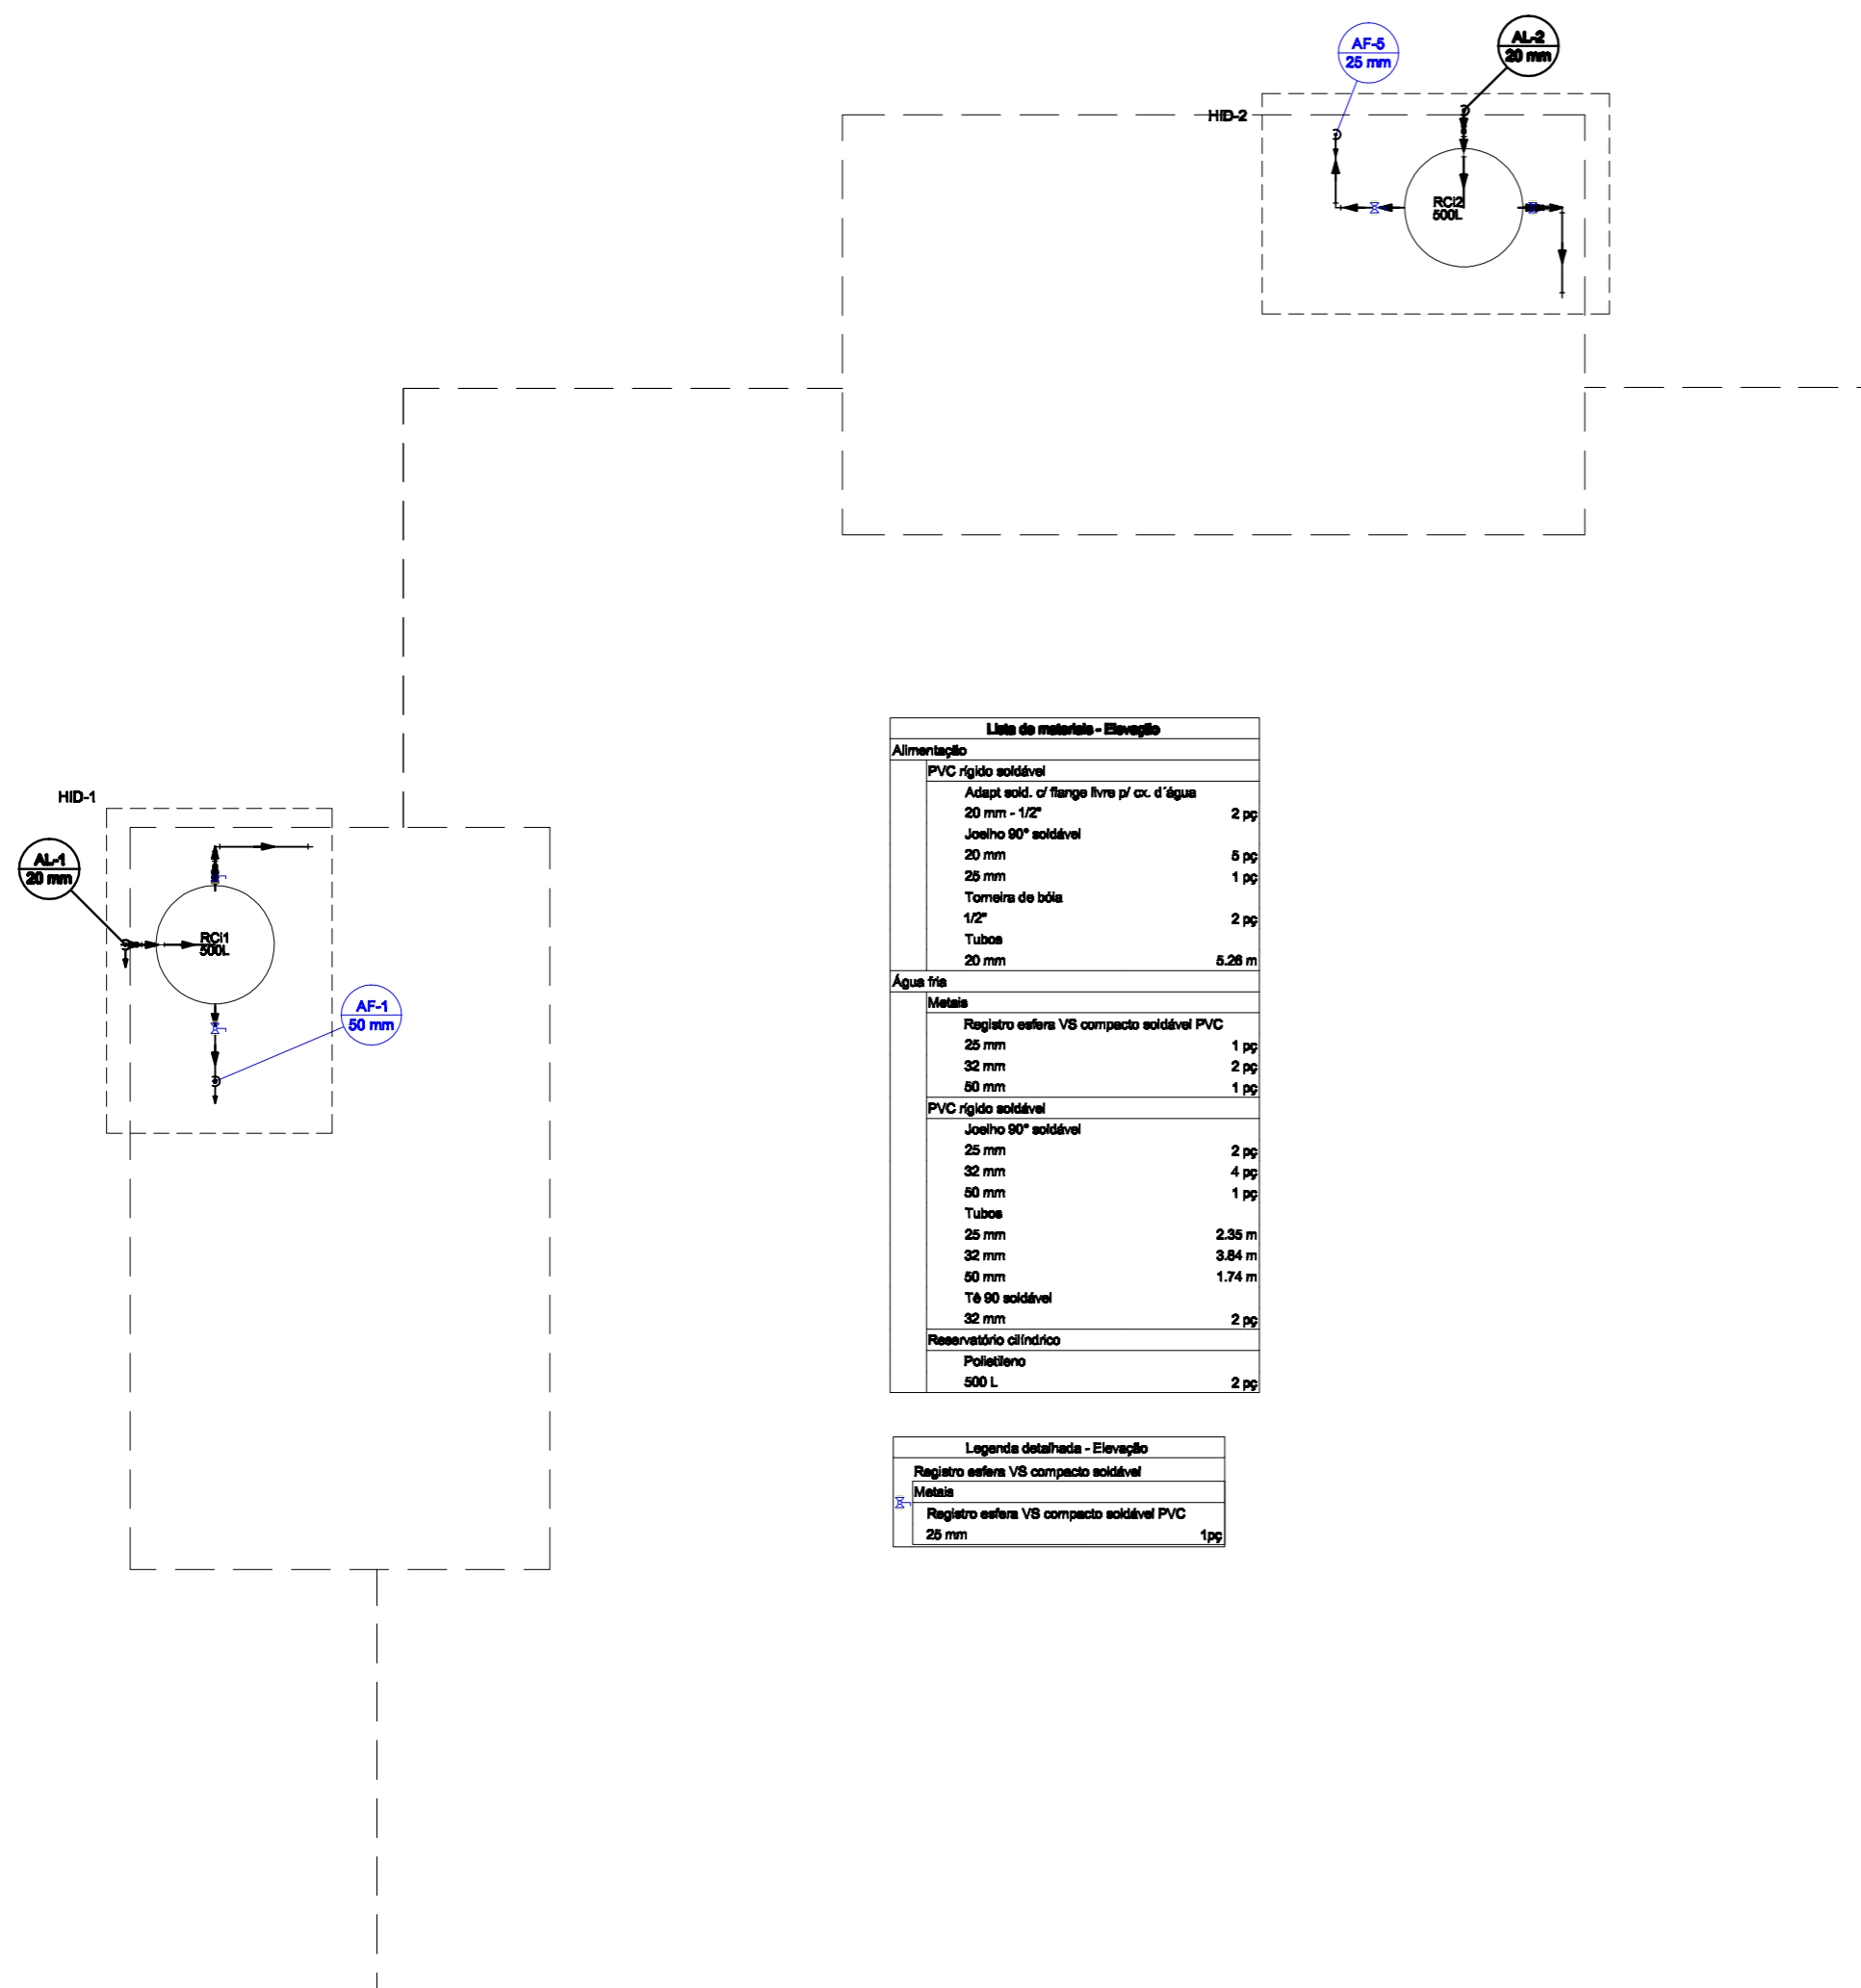 AF-5
25 mm
AL-2
20 mm
HID-2
RCI2
500L
HID-1
AL-1
20 mm
RCI1
500L
AF-1
50 mm
Lista de materiais - Elevação
Alimentação
PVC rígido soldável
Adapt sold. c/ flange livre p/ cx. d´água
20 mm - 1/2" 2 pç
Joelho 90° soldável
20 mm 5 pç
25 mm 1 pç
Torneira de bóia
1/2" 2 pç
Tubos
20 mm 5.26 m
Água fria
Metais
Registro esfera VS compacto soldável PVC
25 mm 1 pç
32 mm 2 pç
50 mm 1 pç
PVC rígido soldável
Joelho 90° soldável
25 mm 2 pç
32 mm 4 pç
50 mm 1 pç
Tubos
25 mm 2.35 m
32 mm 3.84 m
50 mm 1.74 m
Tê 90 soldável
32 mm 2 pç
Reservatório cilíndrico
Polietileno
500 L 2 pç
Legenda detalhada - Elevação
Registro esfera VS compacto soldável
Metais
Registro esfera VS compacto soldável PVC
25 mm 1pç